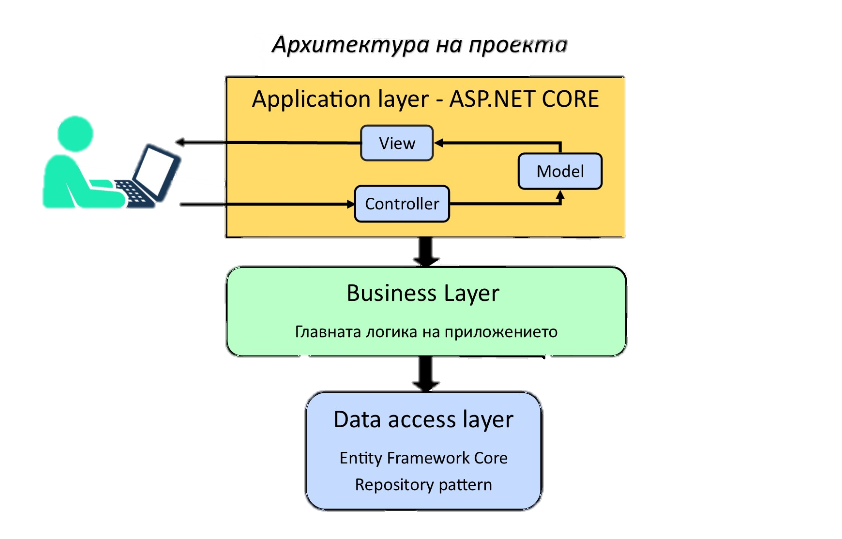 Архитектура на проекта
Application layer - ASP.NET CORE
View
Model
Controller
Business Layer
Главната логика на приложението
Data access layer
Entity Framework Core
Repository pattern